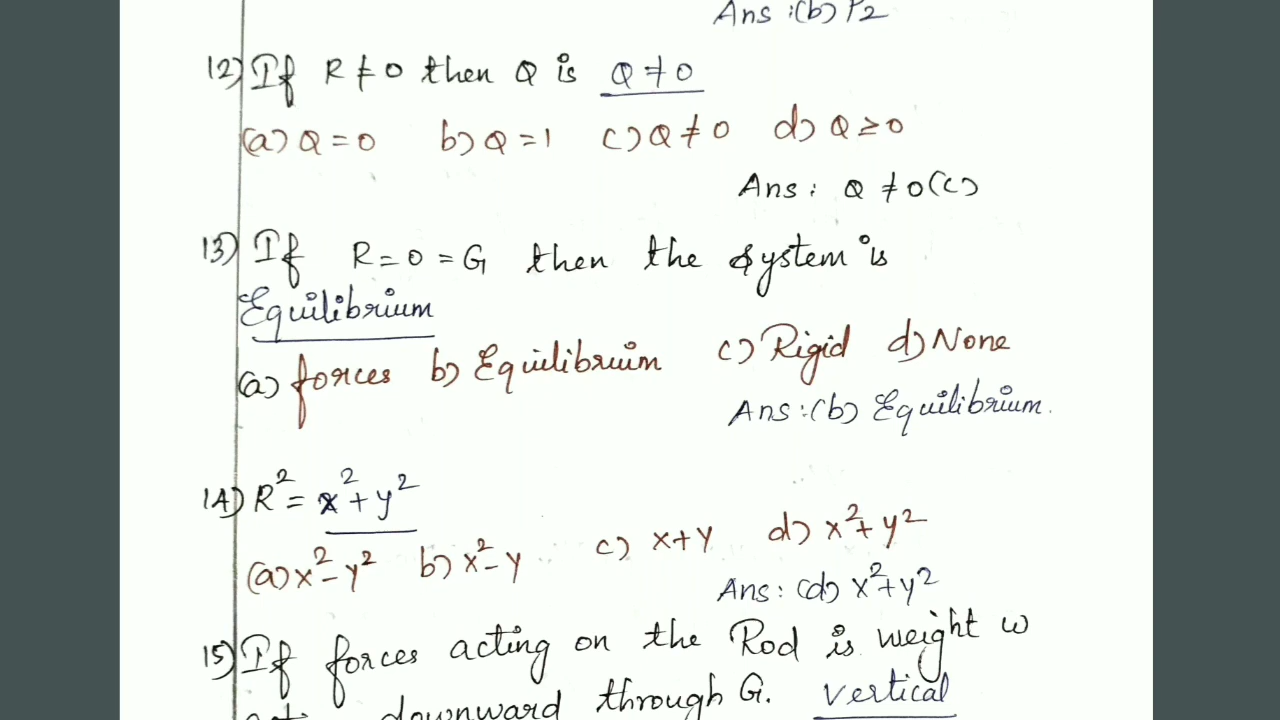 Ans :(b) P2
12) If R ≠ 0 then Q is Q ≠ 0
(a) Q = 0 b) Q = 1 c) Q ≠ 0 d) Q ≥ 0
Ans : Q ≠ 0 (c)
13) If R = 0 = G then the system is
Equilibrium
(a) forces b) Equilibrium c) Rigid d) None
Ans :(b) Equilibrium.
14) R² = x² + y²
(a) x² - y² b) x² - y c) x + y d) x² + y²
Ans : (d) x² + y²
15) If forces acting on the Rod is weight w
downward through G. vertical